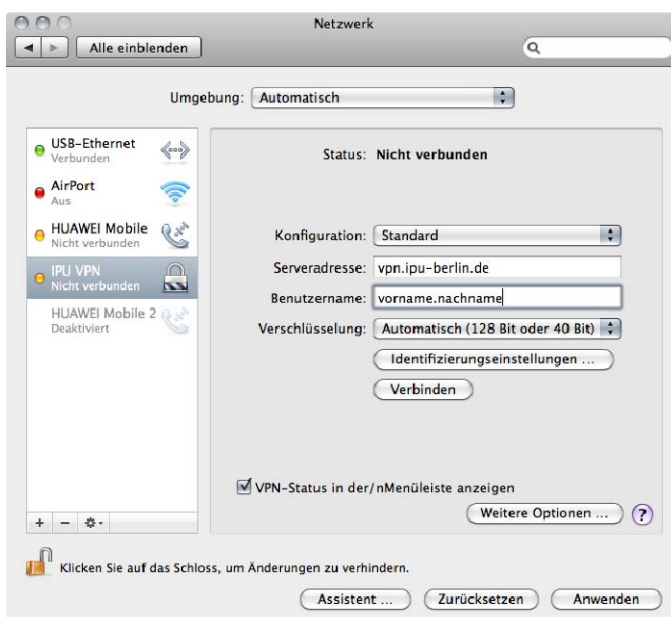 Netzwerk
Alle einblenden
Umgebung: Automatisch
USB-Ethernet
Verbunden
AirPort
Aus
HUAWEI Mobile
Nicht verbunden
IPU VPN
Nicht verbunden
HUAWEI Mobile 2
Deaktiviert
Status: Nicht verbunden
Konfiguration: Standard
Serveradresse: vpn.ipu-berlin.de
Benutzername: vorname.nachname
Verschlüsselung: Automatisch (128 Bit oder 40 Bit)
Identifizierungseinstellungen ...
Verbinden
VPN-Status in der/nMenüleiste anzeigen
Weitere Optionen ... ?
+ −
Klicken Sie auf das Schloss, um Änderungen zu verhindern.
Assistent ... Zurücksetzen Anwenden